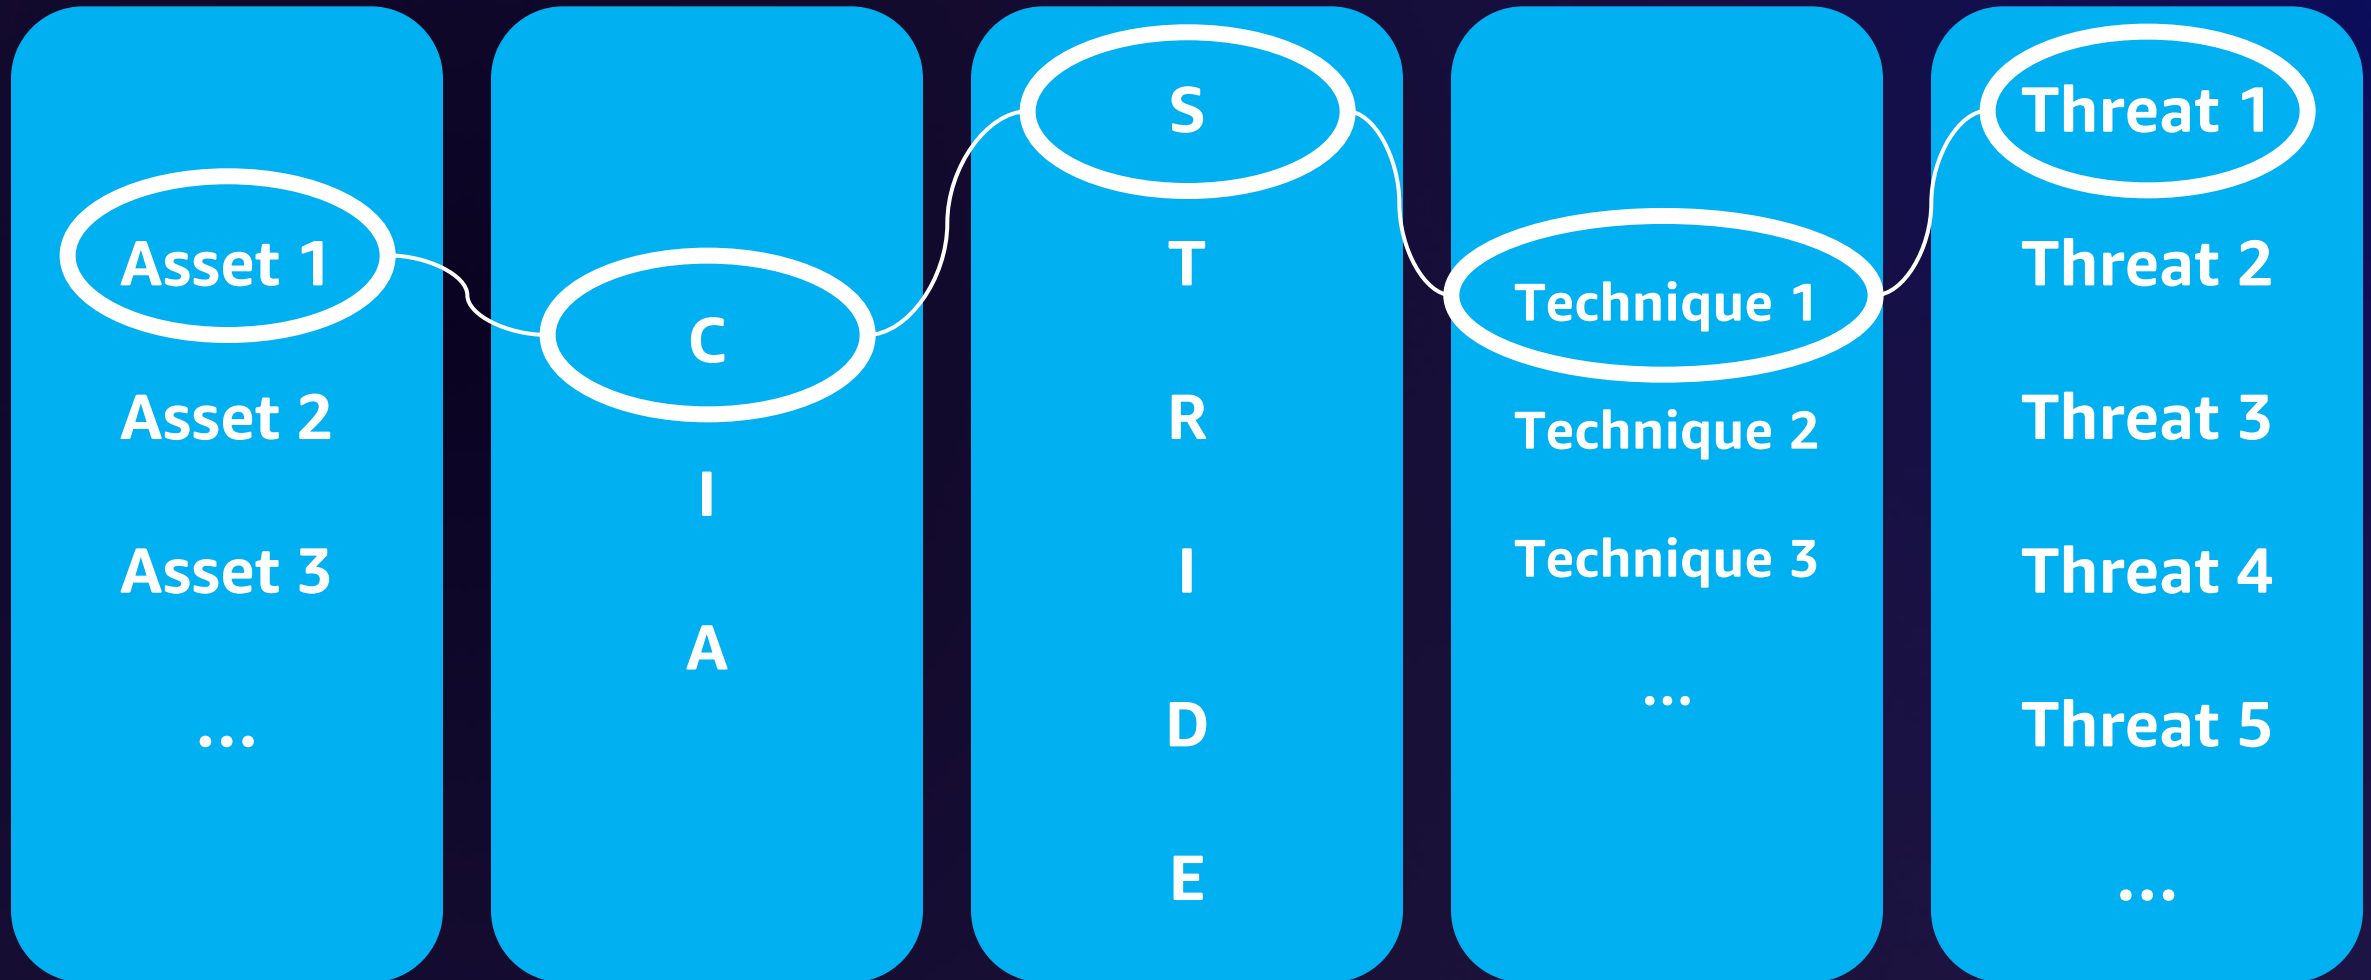 Asset 1
Asset 2
Asset 3
...
C
I
A
S
T
R
I
D
E
Technique 1
Technique 2
Technique 3
...
Threat 1
Threat 2
Threat 3
Threat 4
Threat 5
...